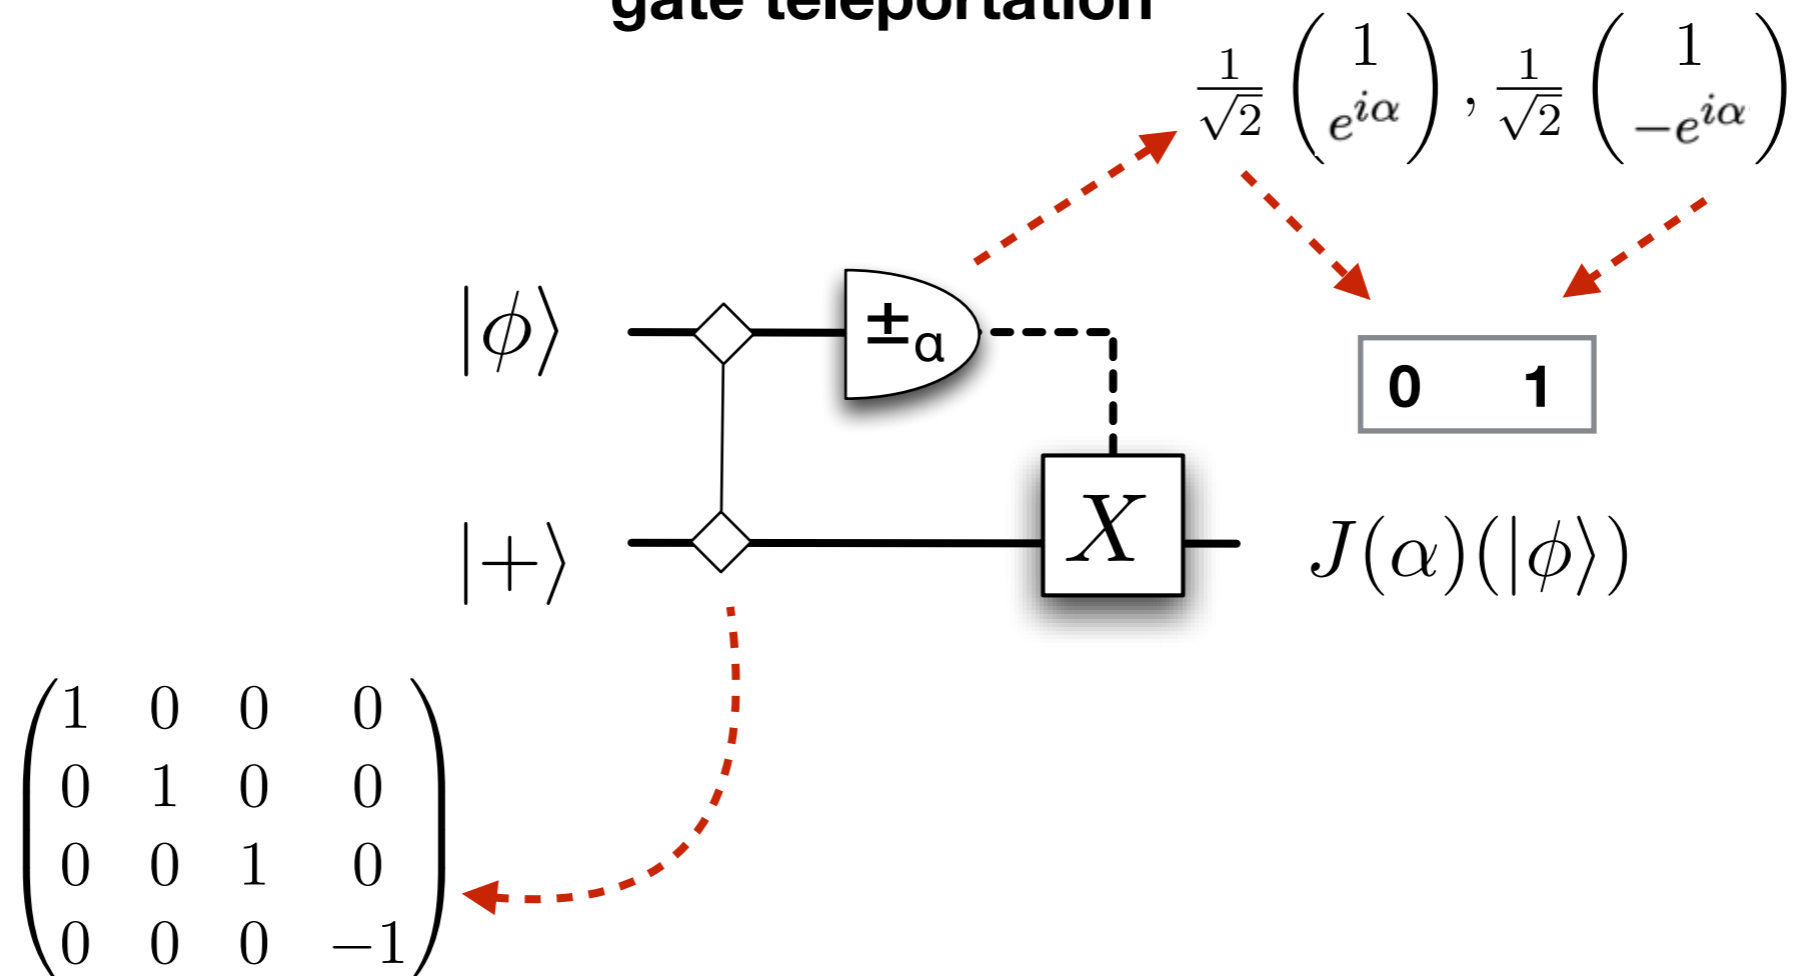 gate teleportation
1/√2 (1 e^{iα}), 1/√2 (1 −e^{iα})
|ϕ⟩ ±α
0 1
|+⟩ X J(α)(|ϕ⟩)
1 0 0 0
0 1 0 0
0 0 1 0
0 0 0 −1